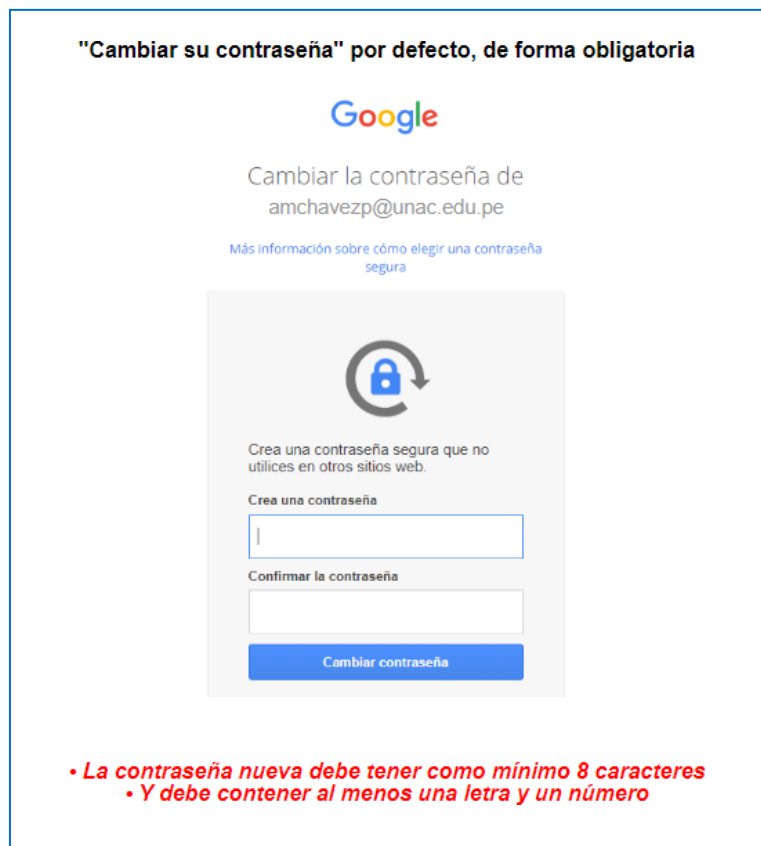 "Cambiar su contraseña" por defecto, de forma obligatoria
Google
Cambiar la contraseña de
amchavezp@unac.edu.pe
Más información sobre cómo elegir una contraseña
segura
Crea una contraseña segura que no
utilices en otros sitios web.
Crea una contraseña
Confirmar la contraseña
Cambiar contraseña
• La contraseña nueva debe tener como mínimo 8 caracteres
• Y debe contener al menos una letra y un número